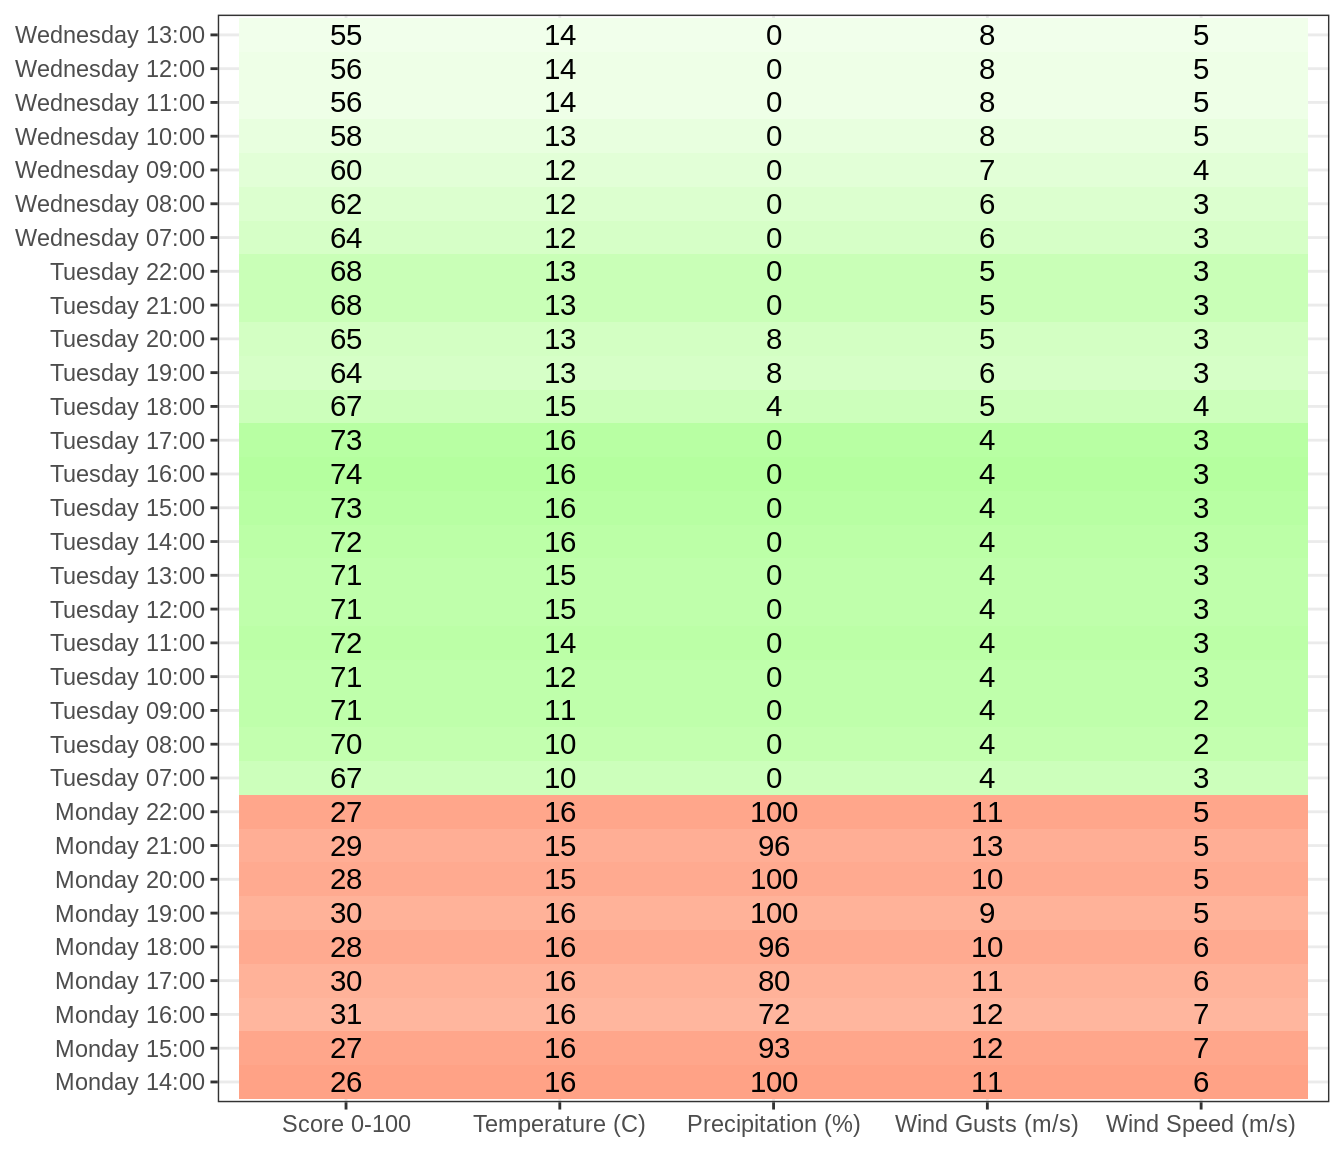 Wednesday 13:00 55 14 0 8 5
Wednesday 12:00 56 14 0 8 5
Wednesday 11:00 56 14 0 8 5
Wednesday 10:00 58 13 0 8 5
Wednesday 09:00 60 12 0 7 4
Wednesday 08:00 62 12 0 6 3
Wednesday 07:00 64 12 0 6 3
Tuesday 22:00 68 13 0 5 3
Tuesday 21:00 68 13 0 5 3
Tuesday 20:00 65 13 8 5 3
Tuesday 19:00 64 13 8 6 3
Tuesday 18:00 67 15 4 5 4
Tuesday 17:00 73 16 0 4 3
Tuesday 16:00 74 16 0 4 3
Tuesday 15:00 73 16 0 4 3
Tuesday 14:00 72 16 0 4 3
Tuesday 13:00 71 15 0 4 3
Tuesday 12:00 71 15 0 4 3
Tuesday 11:00 72 14 0 4 3
Tuesday 10:00 71 12 0 4 3
Tuesday 09:00 71 11 0 4 2
Tuesday 08:00 70 10 0 4 2
Tuesday 07:00 67 10 0 4 3
Monday 22:00 27 16 100 11 5
Monday 21:00 29 15 96 13 5
Monday 20:00 28 15 100 10 5
Monday 19:00 30 16 100 9 5
Monday 18:00 28 16 96 10 6
Monday 17:00 30 16 80 11 6
Monday 16:00 31 16 72 12 7
Monday 15:00 27 16 93 12 7
Monday 14:00 26 16 100 11 6
Score 0-100 Temperature (C) Precipitation (%) Wind Gusts (m/s) Wind Speed (m/s)